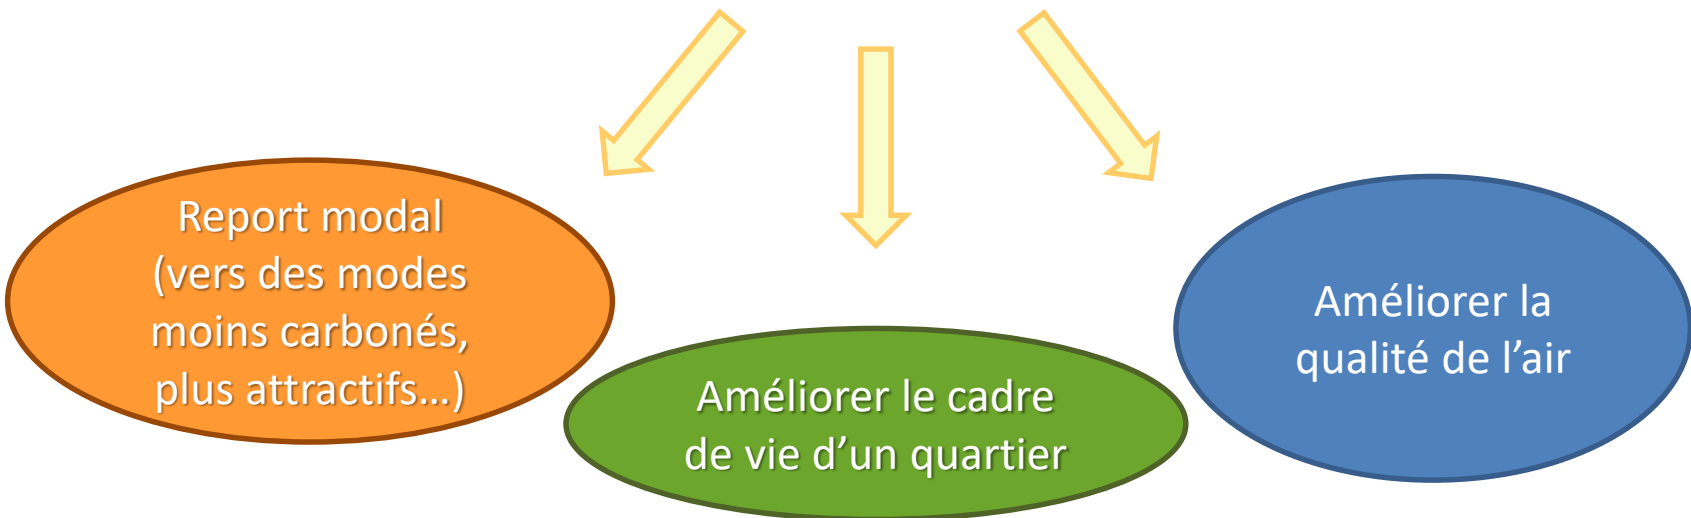 Report modal
(vers des modes
moins carbonés,
plus attractifs…)
Améliorer le cadre
de vie d’un quartier
Améliorer la
qualité de l’air